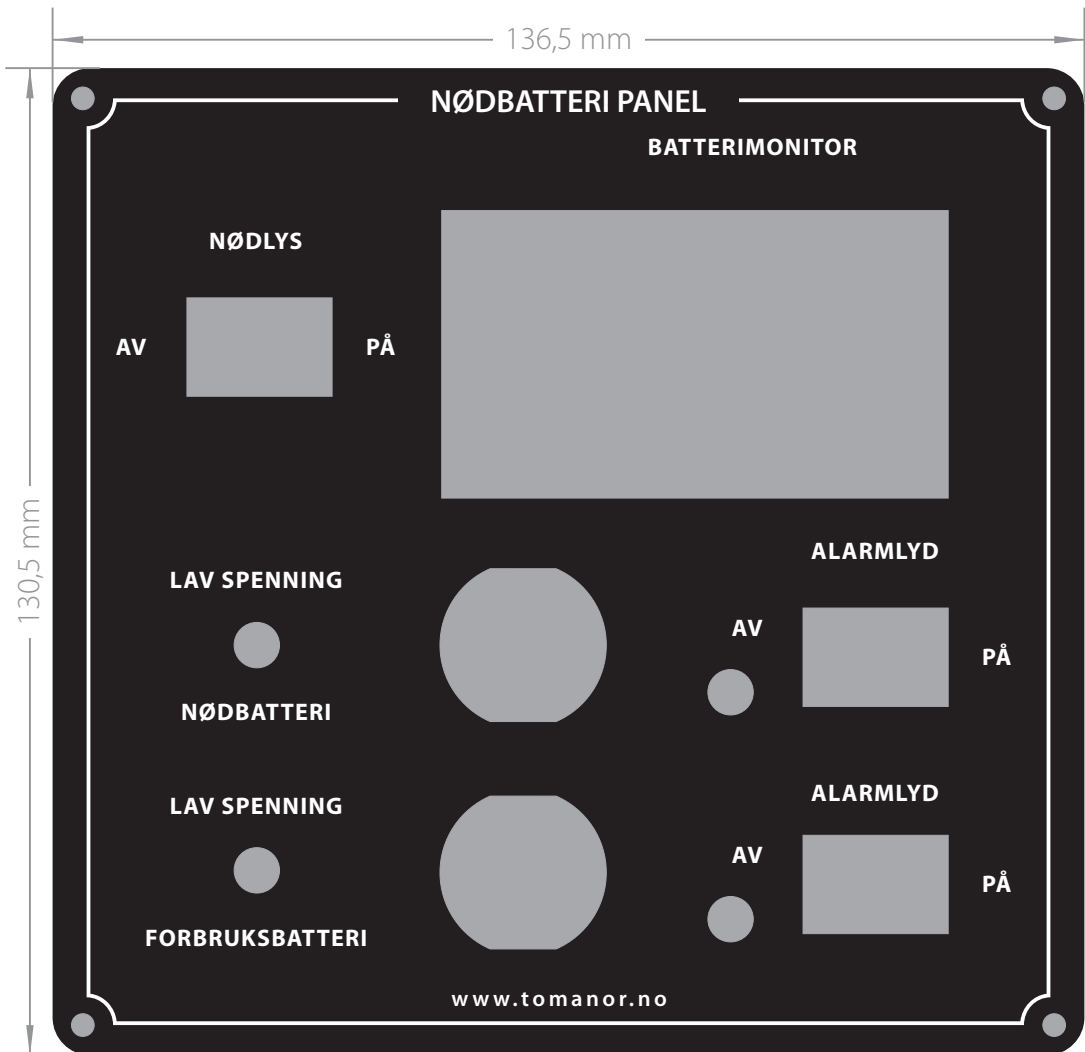 136,5 mm
NØDBATTERI PANEL
BATTERIMONITOR
NØDLYS
AV
PÅ
130,5 mm
ALARMLYD
LAV SPENNING
AV
PÅ
NØDBATTERI
ALARMLYD
LAV SPENNING
AV
PÅ
FORBRUKSBATTERI
www.tomanor.no